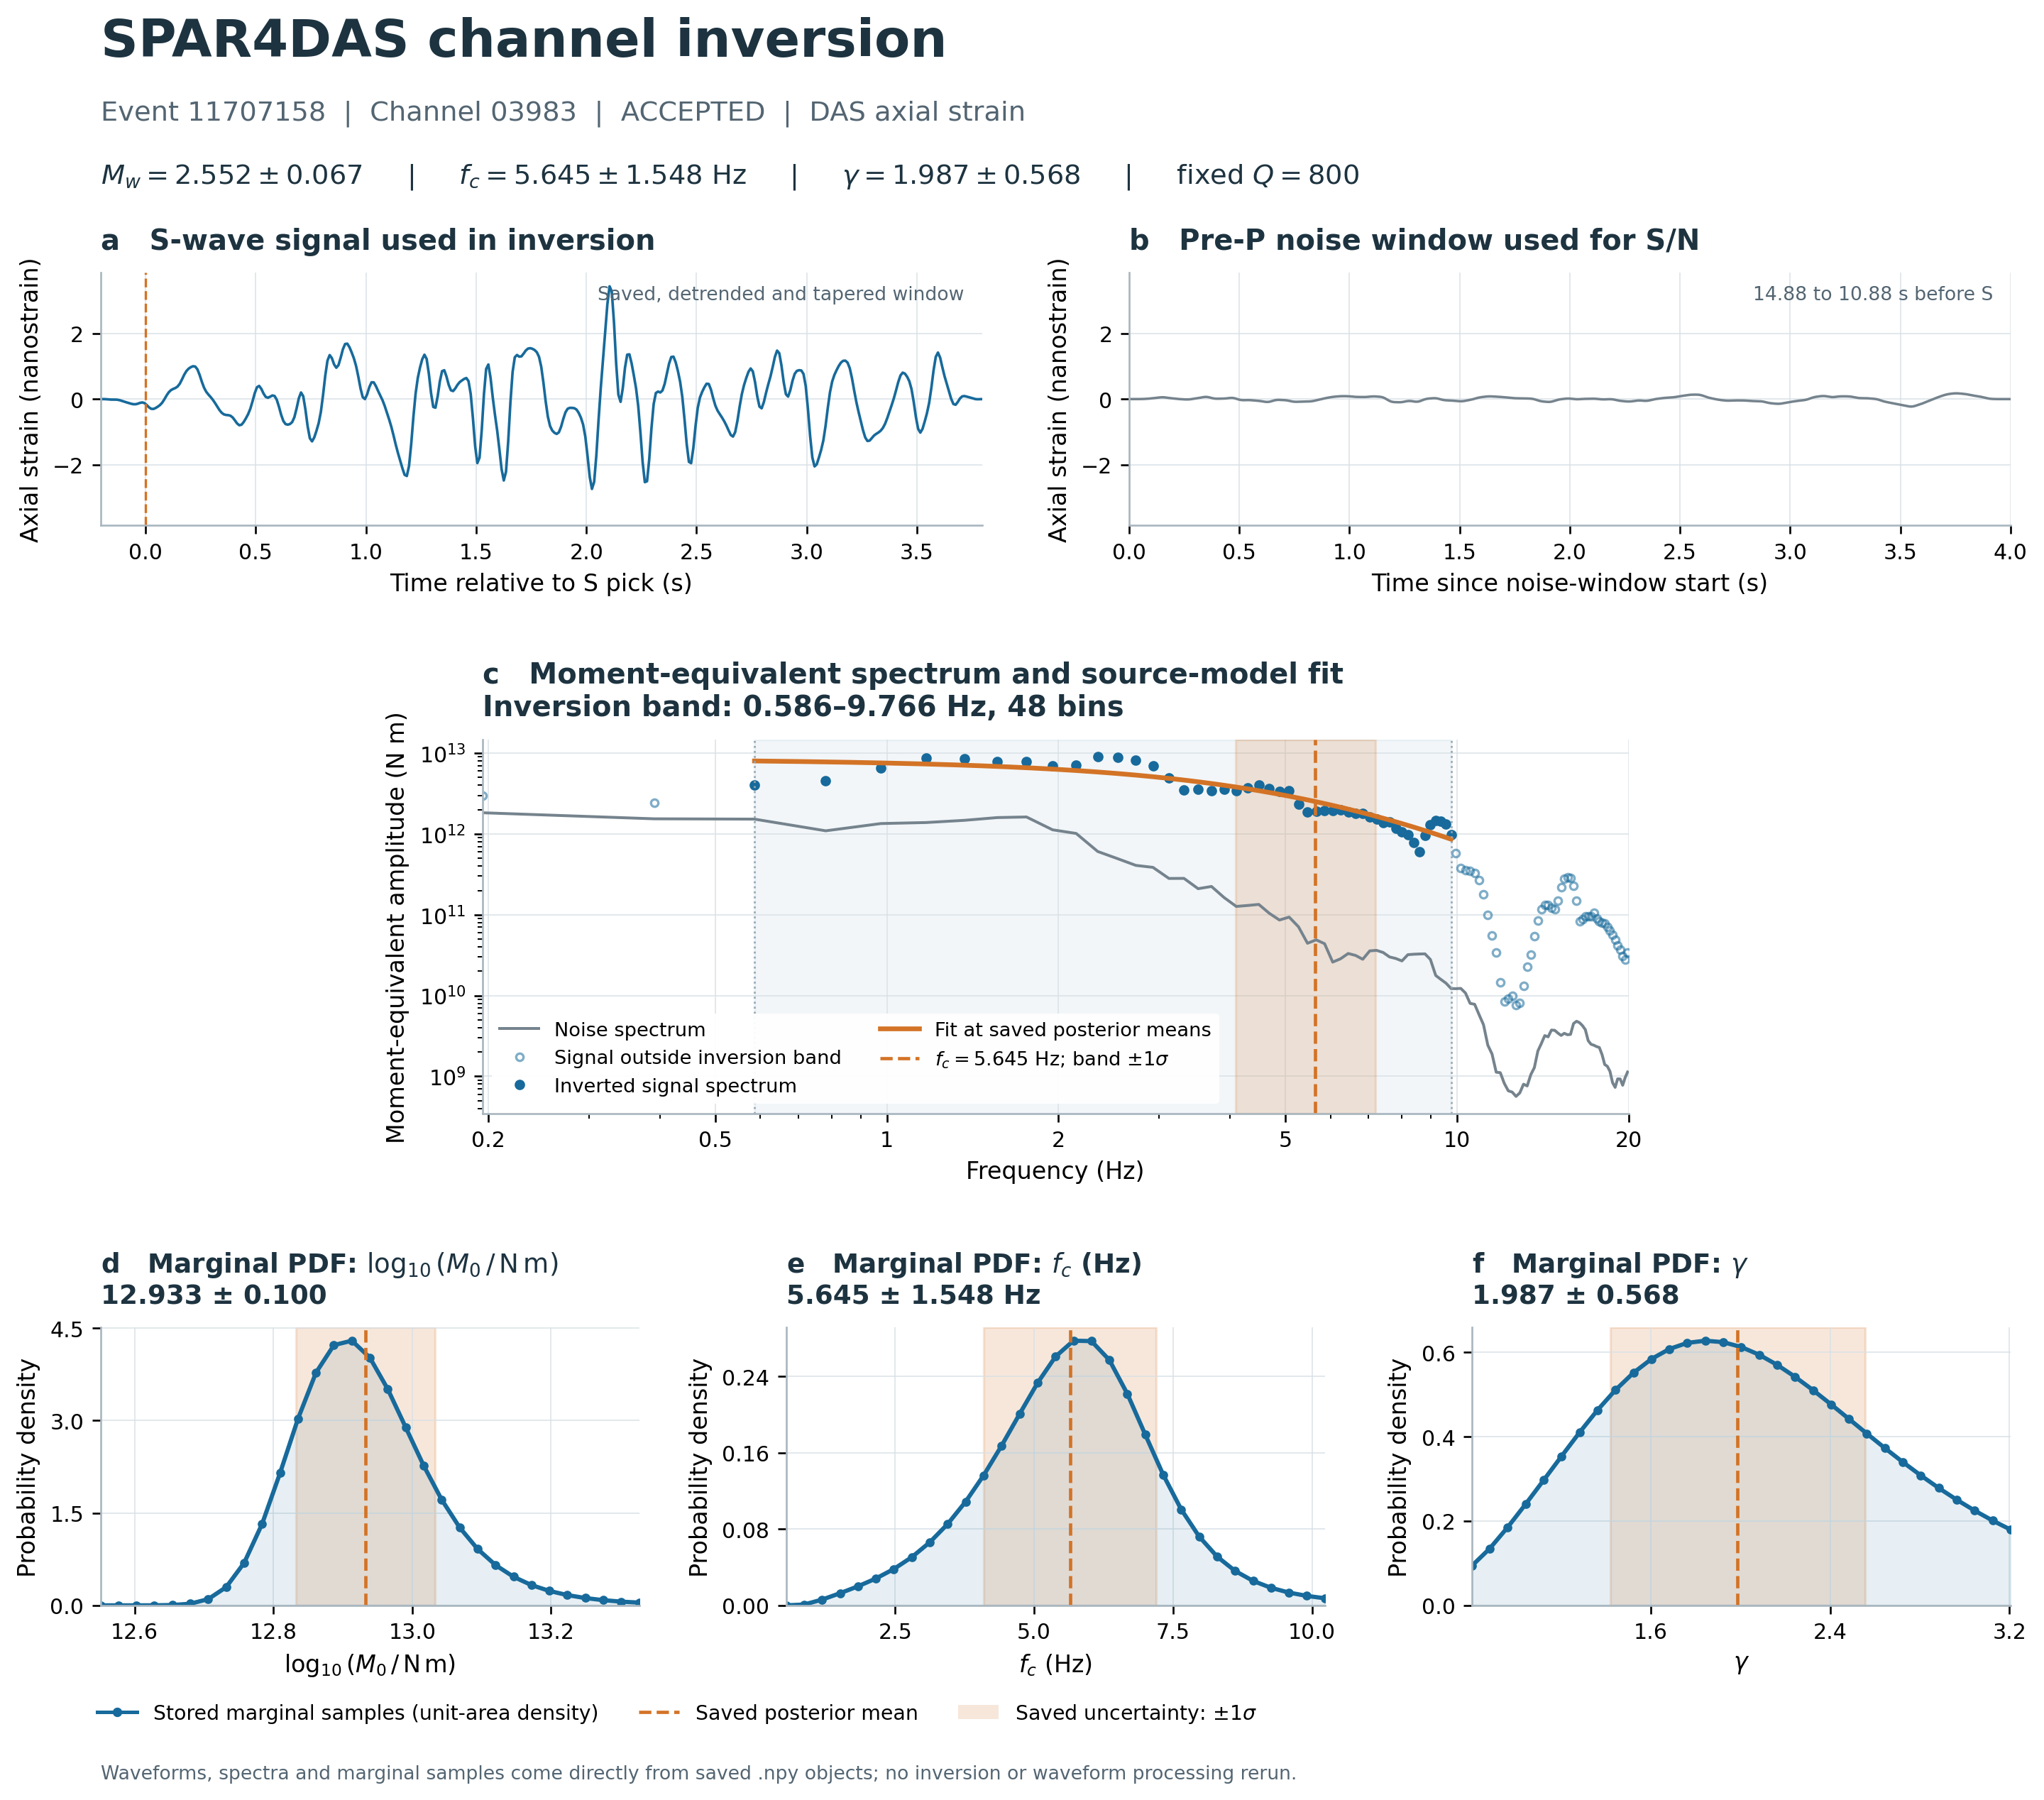 SPAR4DAS channel inversion
Event 11707158 | Channel 03983 | ACCEPTED | DAS axial strain
M_w = 2.552 ± 0.067 | f_c = 5.645 ± 1.548 Hz | γ = 1.987 ± 0.568 | fixed Q = 800
a S-wave signal used in inversion
Axial strain (nanostrain)
Saved, detrended and tapered window
2
0
−2
0.0 0.5 1.0 1.5 2.0 2.5 3.0 3.5
Time relative to S pick (s)
b Pre-P noise window used for S/N
Axial strain (nanostrain)
14.88 to 10.88 s before S
2
0
−2
0.0 0.5 1.0 1.5 2.0 2.5 3.0 3.5 4.0
Time since noise-window start (s)
c Moment-equivalent spectrum and source-model fit
Inversion band: 0.586–9.766 Hz, 48 bins
Moment-equivalent amplitude (N m)
10^13
10^12
10^11
10^10
10^9
Noise spectrum
Signal outside inversion band
Inverted signal spectrum
Fit at saved posterior means
f_c = 5.645 Hz; band ±1σ
0.2 0.5 1 2 5 10 20
Frequency (Hz)
d Marginal PDF: log_10 (M_0 / N m)
12.933 ± 0.100
Probability density
4.5
3.0
1.5
0.0
12.6 12.8 13.0 13.2
log_10 (M_0 / N m)
e Marginal PDF: f_c (Hz)
5.645 ± 1.548 Hz
Probability density
0.24
0.16
0.08
0.00
2.5 5.0 7.5 10.0
f_c (Hz)
f Marginal PDF: γ
1.987 ± 0.568
Probability density
0.6
0.4
0.2
0.0
1.6 2.4 3.2
γ
Stored marginal samples (unit-area density) Saved posterior mean Saved uncertainty: ±1σ
Waveforms, spectra and marginal samples come directly from saved .npy objects; no inversion or waveform processing rerun.